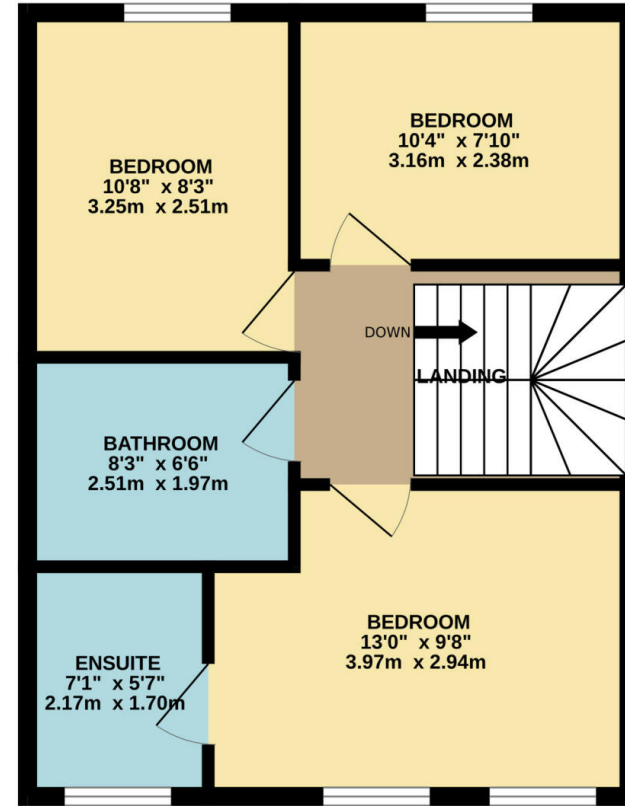 BEDROOM
10'8" x 8'3"
3.25m x 2.51m
BEDROOM
10'4" x 7'10"
3.16m x 2.38m
DOWN
LANDING
BATHROOM
8'3" x 6'6"
2.51m x 1.97m
BEDROOM
13'0" x 9'8"
3.97m x 2.94m
ENSUITE
7'1" x 5'7"
2.17m x 1.70m